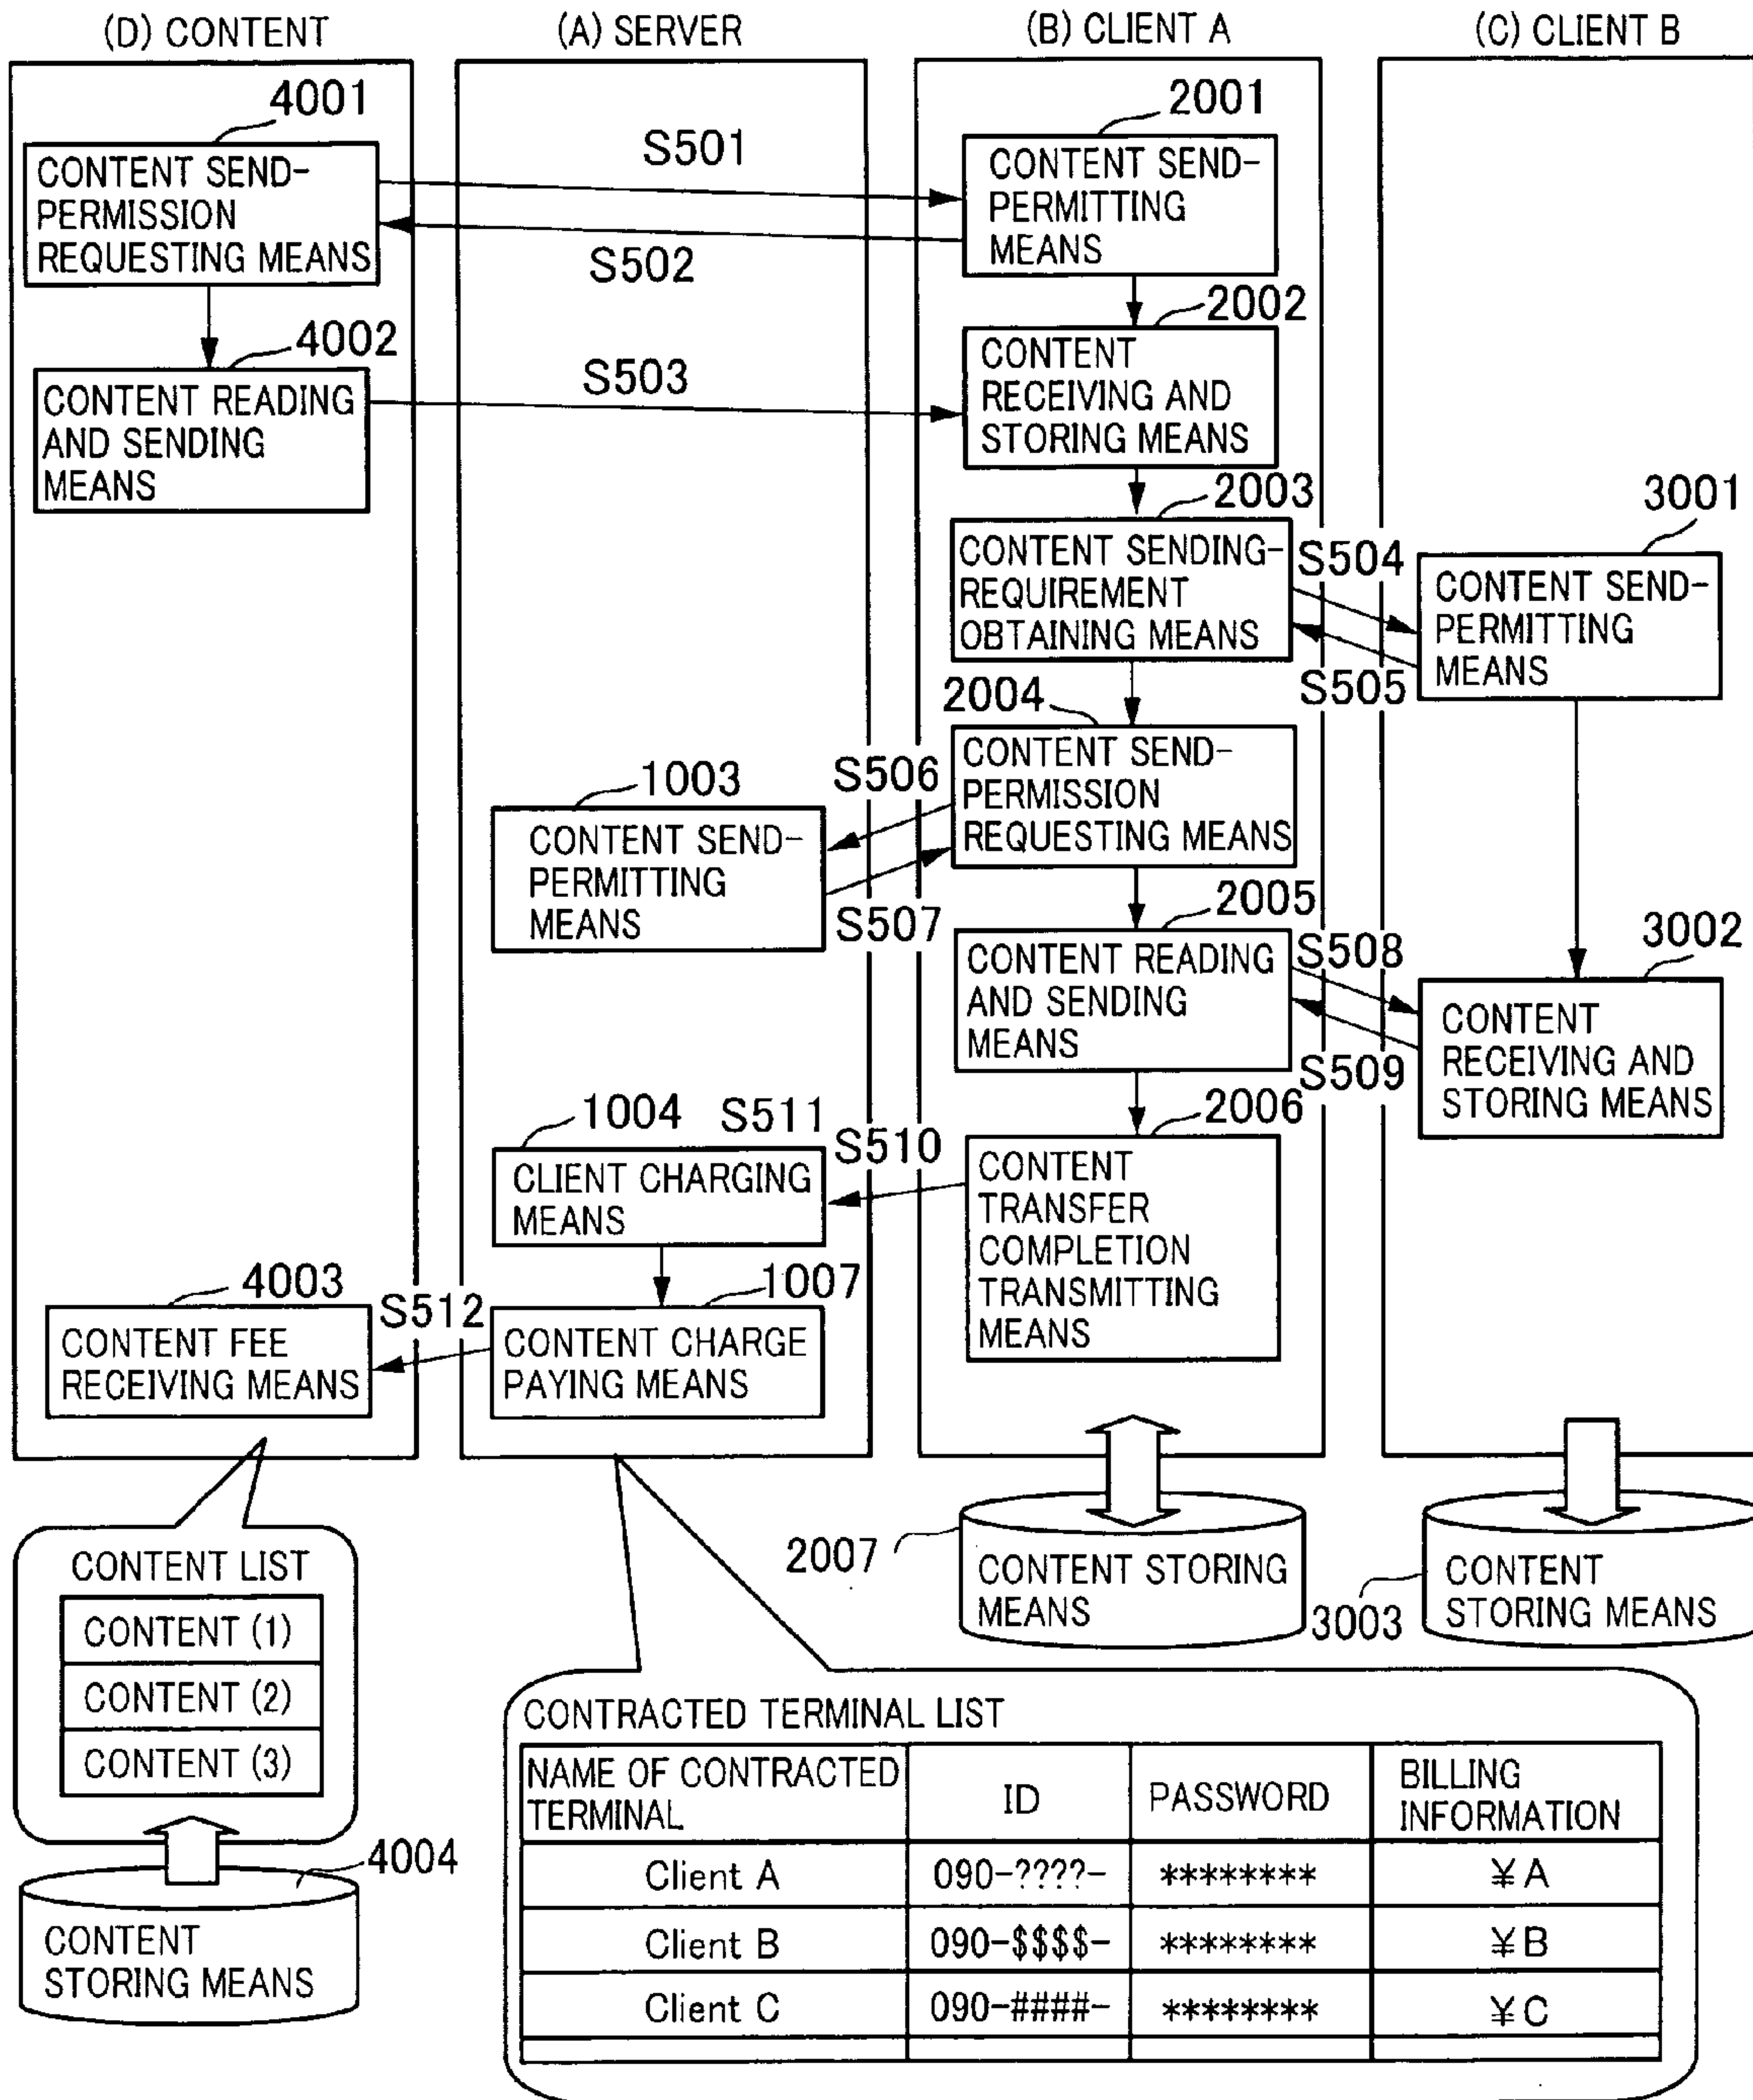 (D) CONTENT
(A) SERVER
(B) CLIENT A
(C) CLIENT B
4001
CONTENT SEND-
PERMISSION
REQUESTING MEANS
S501
S502
2001
CONTENT SEND-
PERMITTING
MEANS
4002
CONTENT READING
AND SENDING
MEANS
S503
2002
CONTENT
RECEIVING AND
STORING MEANS
2003
CONTENT SENDING-
REQUIREMENT
OBTAINING MEANS
S504
S505
3001
CONTENT SEND-
PERMITTING
MEANS
2004
CONTENT SEND-
PERMISSION
REQUESTING MEANS
S506
S507
1003
CONTENT SEND-
PERMITTING
MEANS
2005
CONTENT READING
AND SENDING
MEANS
S508
S509
3002
CONTENT
RECEIVING AND
STORING MEANS
2006
CONTENT
TRANSFER
COMPLETION
TRANSMITTING
MEANS
S510
1004
S511
CLIENT CHARGING
MEANS
1007
CONTENT CHARGE
PAYING MEANS
S512
4003
CONTENT FEE
RECEIVING MEANS
CONTENT LIST
CONTENT (1)
CONTENT (2)
CONTENT (3)
4004
CONTENT
STORING MEANS
2007
CONTENT STORING
MEANS
3003
CONTENT
STORING MEANS
CONTRACTED TERMINAL LIST
NAME OF CONTRACTED
TERMINAL
ID
PASSWORD
BILLING
INFORMATION
Client A 090-????- ******** ¥A
Client B 090-$$$$- ******** ¥B
Client C 090-####- ******** ¥C